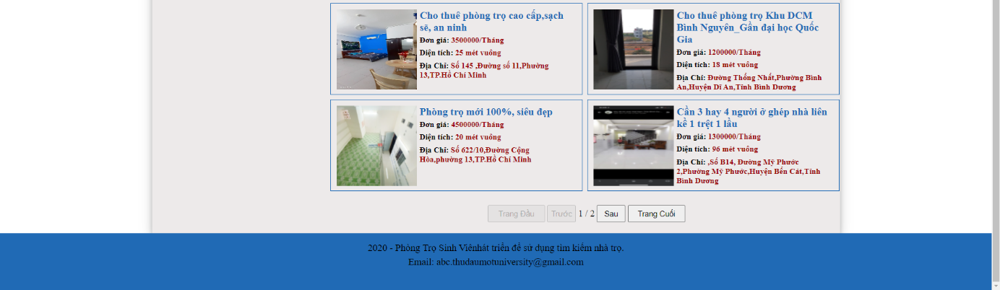 Cho thuê phòng trọ cao cấp,sạch
sẽ, an ninh
Đơn giá: 3500000/Tháng
Diện tích: 25 mét vuông
Địa Chỉ: Số 145 ,Đường số 11,Phường
13,TP.Hồ Chí Minh
Cho thuê phòng trọ Khu DCM
Bình Nguyên_Gần đại học Quốc
Gia
Đơn giá: 1200000/Tháng
Diện tích: 18 mét vuông
Địa Chỉ: Đường Thống Nhất,Phường Bình
An,Huyện Dĩ An,Tỉnh Bình Dương
Phòng trọ mới 100%, siêu đẹp
Đơn giá: 4500000/Tháng
Diện tích: 20 mét vuông
Địa Chỉ: Số 622/10,Đường Cộng
Hòa,phường 13,TP.Hồ Chí Minh
Cần 3 hay 4 người ở ghép nhà liên
kề 1 trệt 1 lầu
Đơn giá: 1300000/Tháng
Diện tích: 96 mét vuông
Địa Chỉ: ,Số B14, Đường Mỹ Phước
2,Phường Mỹ Phước,Huyện Bến Cát,Tỉnh
Bình Dương
Trang Đầu Trước 1 / 2 Sau Trang Cuối
2020 - Phòng Trọ Sinh Viênhát triển để sử dụng tìm kiếm nhà trọ.
Email: abc.thudaumotuniversity@gmail.com